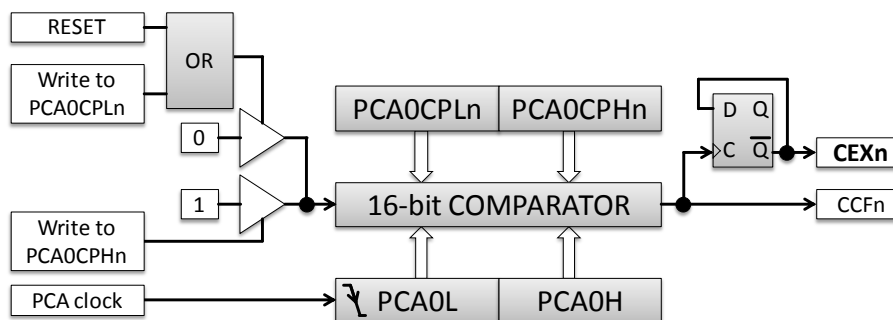 RESET
OR
Write to
PCA0CPLn
0
1
Write to
PCA0CPHn
PCA clock
PCA0CPLn PCA0CPHn
16-bit COMPARATOR
PCA0L PCA0H
D Q
C Q
CEXn
CCFn